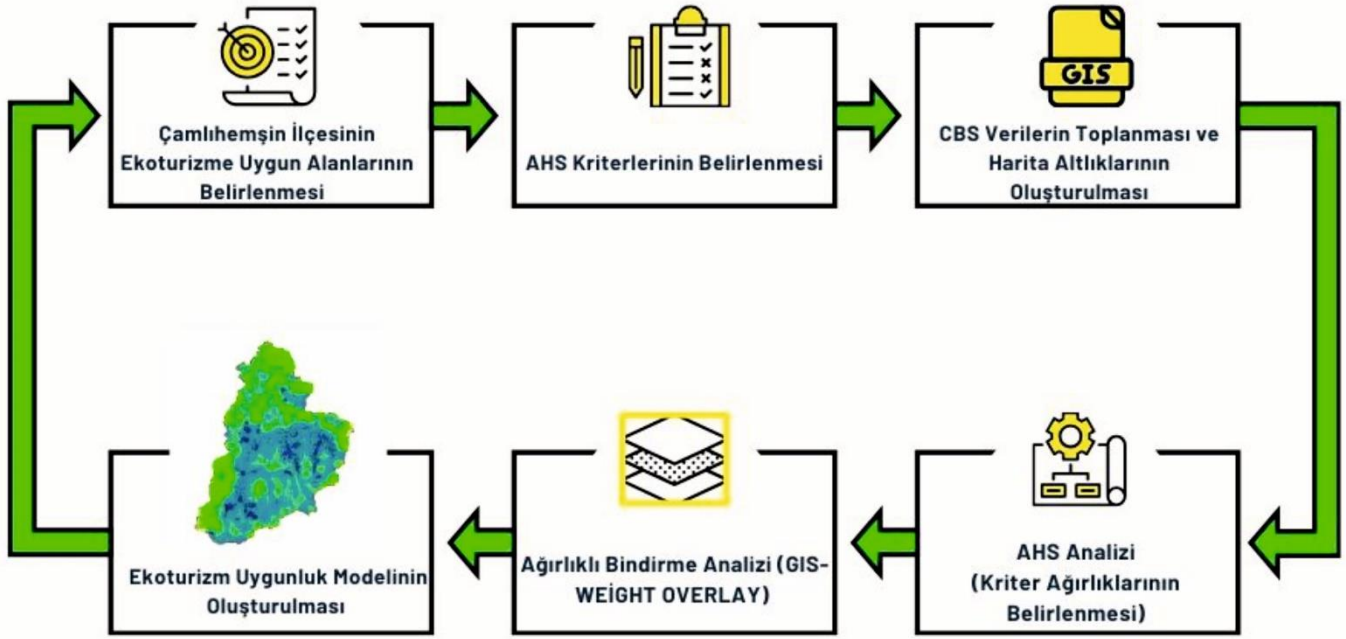 Çamlıhemşin İlçesinin
Ekoturizme Uygun Alanlarının
Belirlenmesi
AHS Kriterlerinin Belirlenmesi
GIS
CBS Verilerin Toplanması ve
Harita Altlıklarının
Oluşturulması
AHS Analizi
(Kriter Ağırlıklarının
Belirlenmesi)
Ağırlıklı Bindirme Analizi (GIS-
WEİGHT OVERLAY)
Ekoturizm Uygunluk Modelinin
Oluşturulması